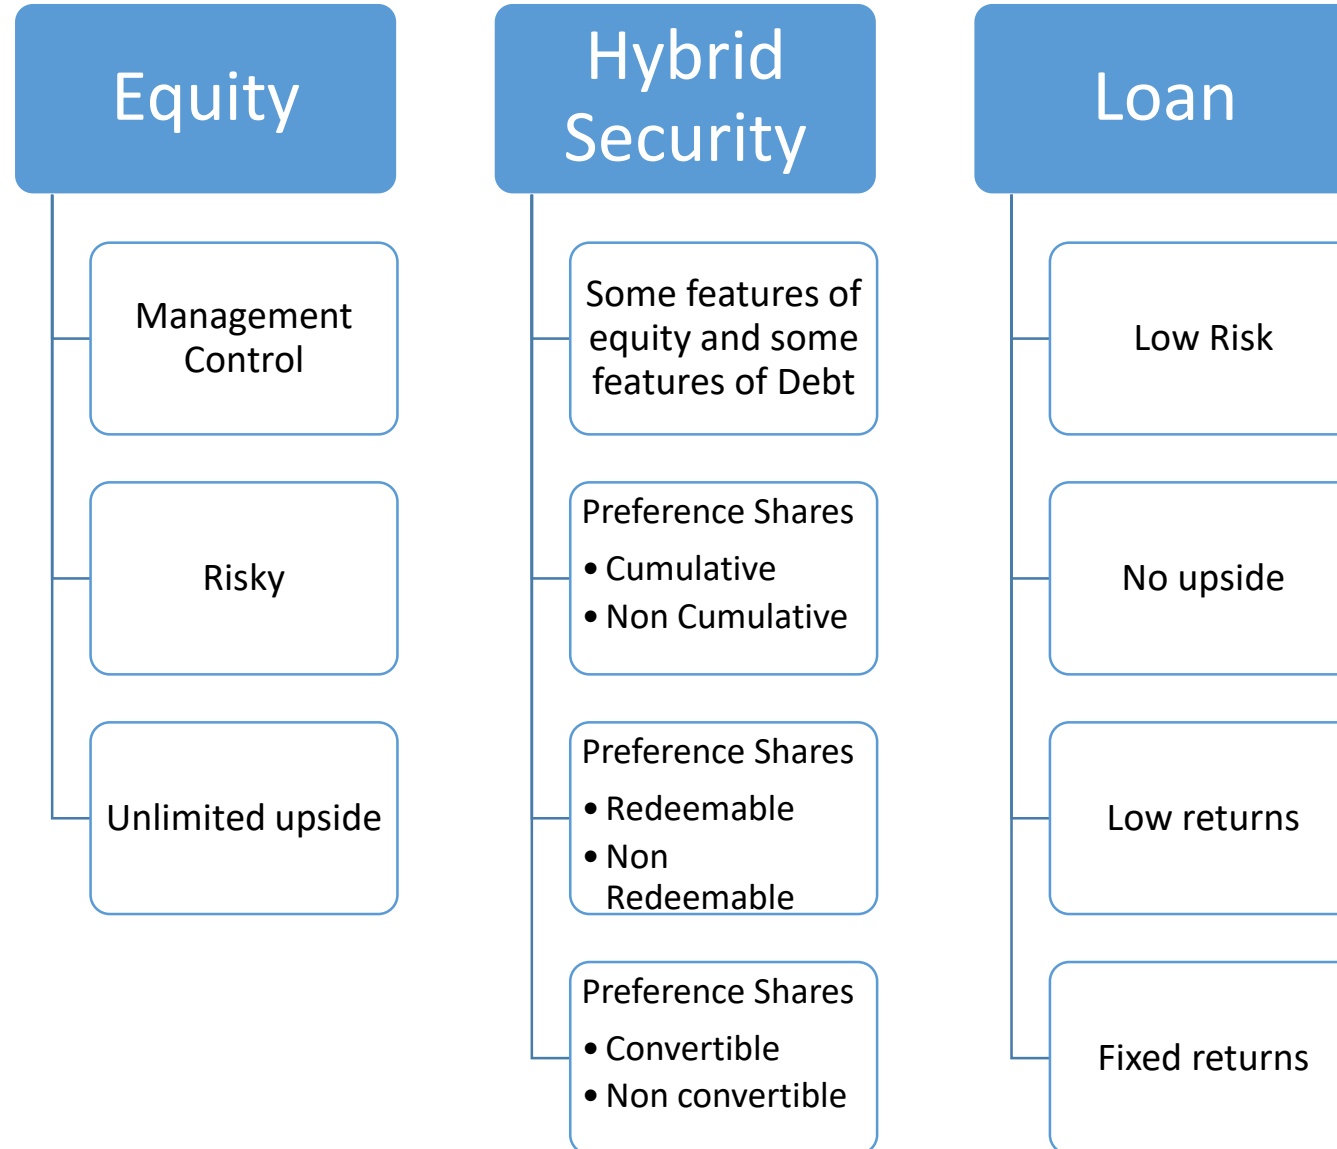 Equity
Management
Control
Risky
Unlimited upside
Hybrid
Security
Some features of
equity and some
features of Debt
Preference Shares
• Cumulative
• Non Cumulative
Preference Shares
• Redeemable
• Non
Redeemable
Preference Shares
• Convertible
• Non convertible
Loan
Low Risk
No upside
Low returns
Fixed returns